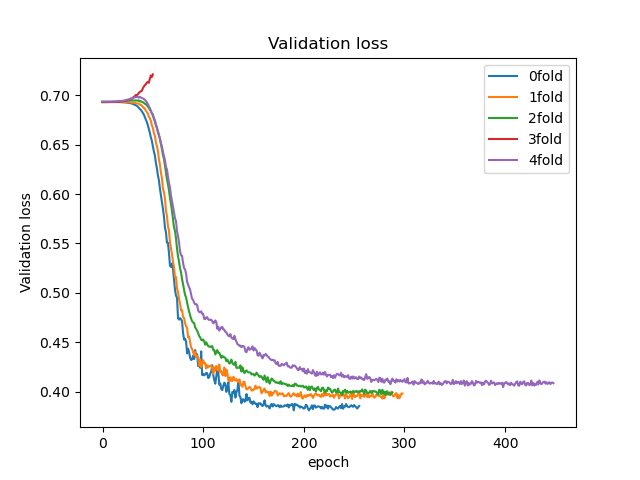 Validation loss
0fold
1fold
2fold
3fold
4fold
0.70
0.65
0.60
0.55
0.50
0.45
0.40
Validation loss
0 100 200 300 400
epoch